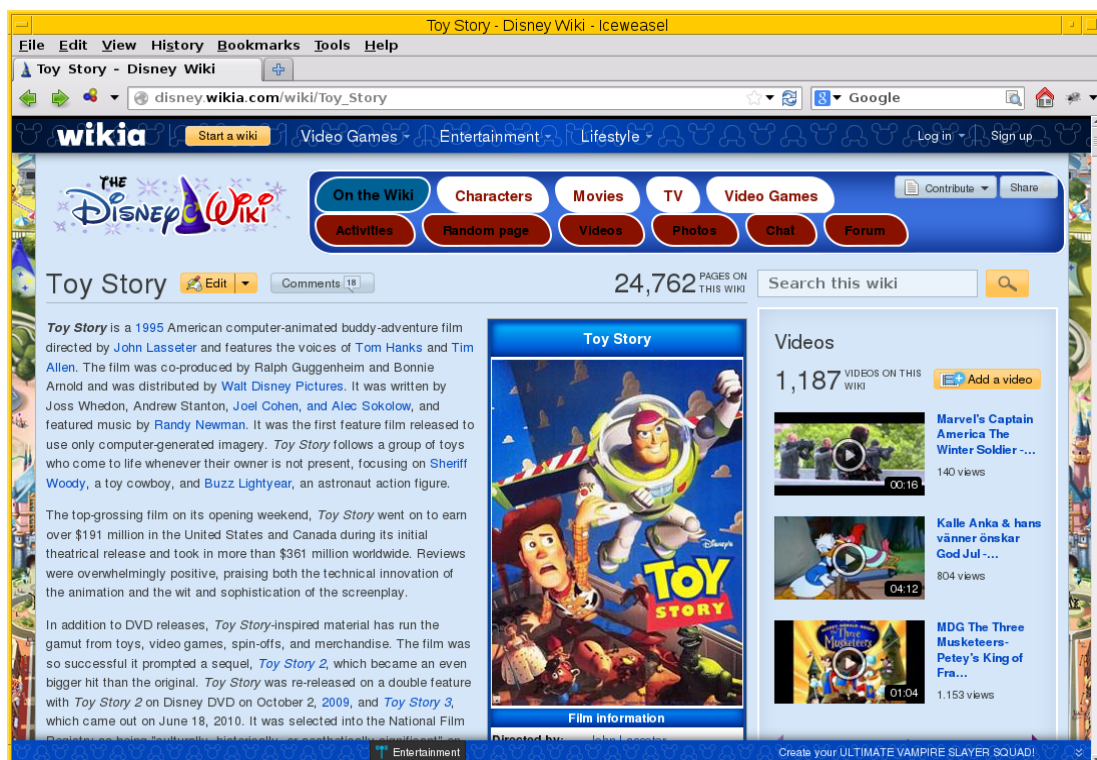 Toy Story - Disney Wiki - Iceweasel
File Edit View History Bookmarks Tools Help
Toy Story - Disney Wiki
disney.wikia.com/wiki/Toy_Story
Google
wikia
Start a wiki
Video Games
Entertainment
Lifestyle
Log in
Sign up
THE
DISNEY WIKI
On the Wiki
Characters
Movies
TV
Video Games
Contribute
Share
Activities
Random page
Videos
Photos
Chat
Forum
Toy Story
Edit
Comments 18
24,762 PAGES ON
THIS WIKI
Search this wiki
Toy Story is a 1995 American computer-animated buddy-adventure film
directed by John Lasseter and features the voices of Tom Hanks and Tim
Allen. The film was co-produced by Ralph Guggenheim and Bonnie
Arnold and was distributed by Walt Disney Pictures. It was written by
Joss Whedon, Andrew Stanton, Joel Cohen, and Alec Sokolow, and
featured music by Randy Newman. It was the first feature film released to
use only computer-generated imagery. Toy Story follows a group of toys
who come to life whenever their owner is not present, focusing on Sheriff
Woody, a toy cowboy, and Buzz Lightyear, an astronaut action figure.
The top-grossing film on its opening weekend, Toy Story went on to earn
over $191 million in the United States and Canada during its initial
theatrical release and took in more than $361 million worldwide. Reviews
were overwhelmingly positive, praising both the technical innovation of
the animation and the wit and sophistication of the screenplay.
In addition to DVD releases, Toy Story-inspired material has run the
gamut from toys, video games, spin-offs, and merchandise. The film was
so successful it prompted a sequel, Toy Story 2, which became an even
bigger hit than the original. Toy Story was re-released on a double feature
with Toy Story 2 on Disney DVD on October 2, 2009, and Toy Story 3,
which came out on June 18, 2010. It was selected into the National Film
Registry as being "culturally, historically, or aesthetically significant"
Toy Story
Disney's
TOY
STORY
Film information
Directed by: John Lasseter
Videos
1,187 VIDEOS ON THIS
WIKI
Add a video
00:16
Marvel's Captain
America The
Winter Soldier -...
140 views
04:12
Kalle Anka & hans
vänner önskar
God Jul -...
804 views
The Three
Musketeers
01:04
MDG The Three
Musketeers-
Petey's King of
Fra...
1.153 views
Entertainment
Create your ULTIMATE VAMPIRE SLAYER SQUAD!